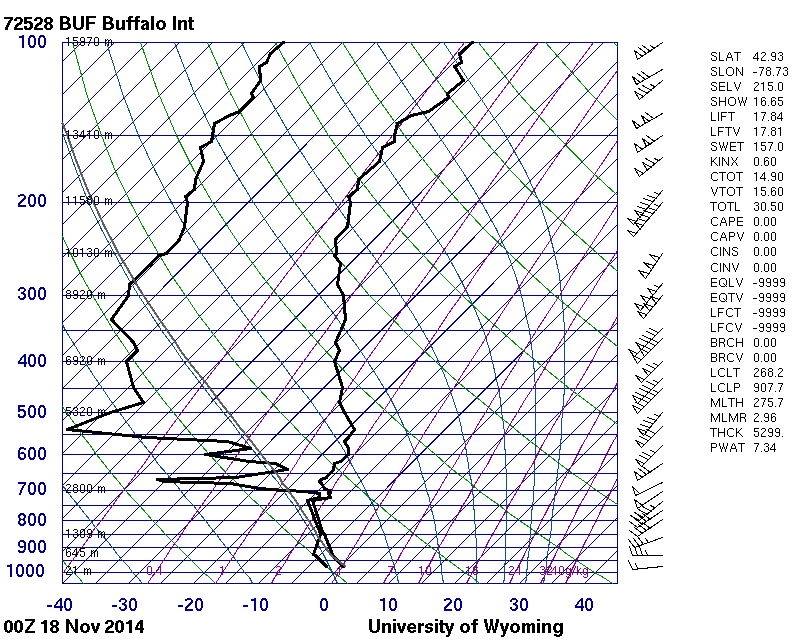 72528 BUF Buffalo Int
100 15970 m
13410 m
200 11590 m
10130 m
300 8920 m
400 6920 m
500 5320 m
600
700 2800 m
800
1389 m
900
645 m
1000 21 m 0.4 1 2 4 7 10 16 24 32 40g/kg
-40 -30 -20 -10 0 10 20 30 40
00Z 18 Nov 2014 University of Wyoming
SLAT 42.93
SLON -78.73
SELV 215.0
SHOW 16.65
LIFT 17.84
LFTV 17.81
SWET 157.0
KINX 0.60
CTOT 14.90
VTOT 15.60
TOTL 30.50
CAPE 0.00
CAPV 0.00
CINS 0.00
CINV 0.00
EQLV -9999
EQTV -9999
LFCT -9999
LFCV -9999
BRCH 0.00
BRCV 0.00
LCLT 268.2
LCLP 907.7
MLTH 275.7
MLMR 2.96
THCK 5299.
PWAT 7.34